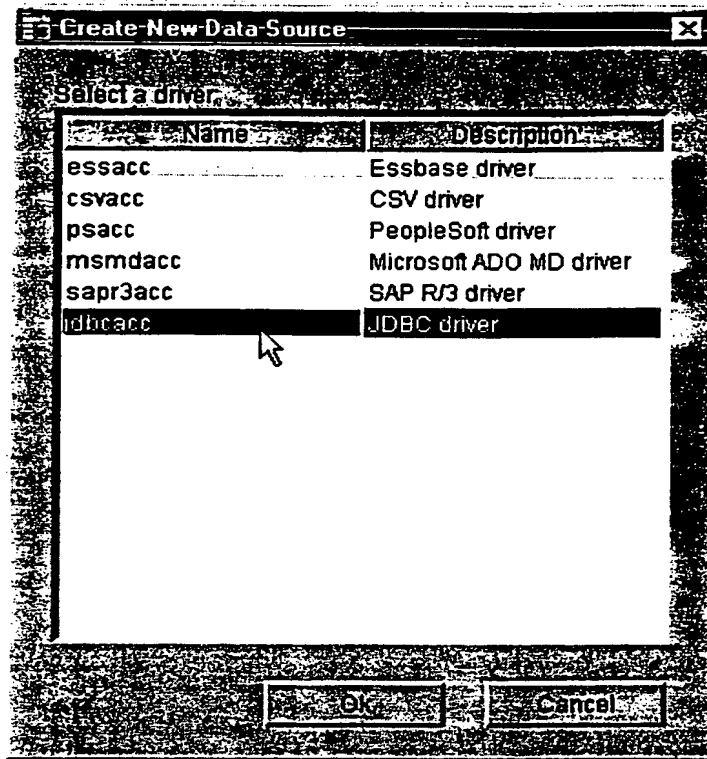 Create New Data Source
Select a driver
Name Description
essacc Essbase driver
csvacc CSV driver
psacc PeopleSoft driver
msmdacc Microsoft ADO MD driver
sapr3acc SAP R/3 driver
jdbcacc JDBC driver
Ok Cancel